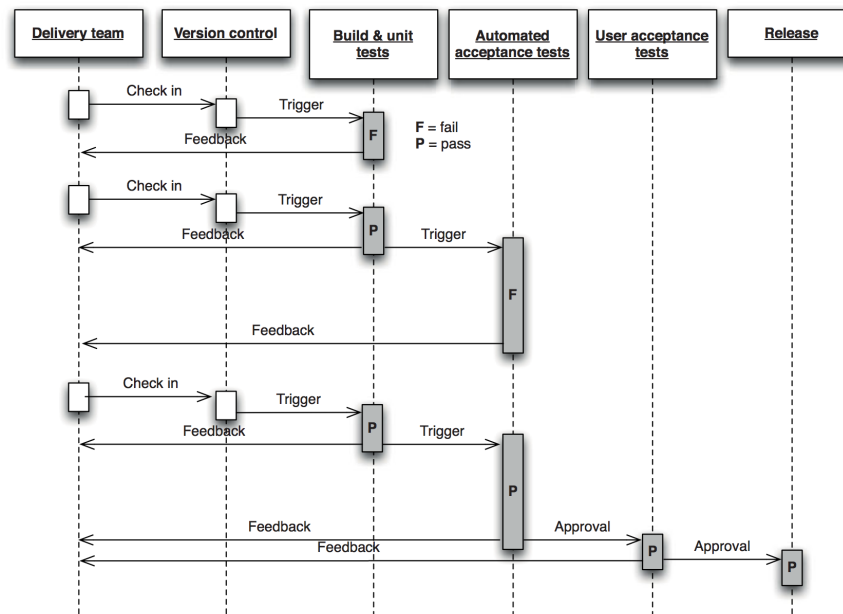 Delivery team
Version control
Build & unit
tests
Automated
acceptance tests
User acceptance
tests
Release
Check in
Trigger
F
F = fail
P = pass
Feedback
Check in
Trigger
P
Feedback
Trigger
F
Feedback
Check in
Trigger
P
Feedback
Trigger
P
Feedback
Approval
P
Feedback
Approval
P